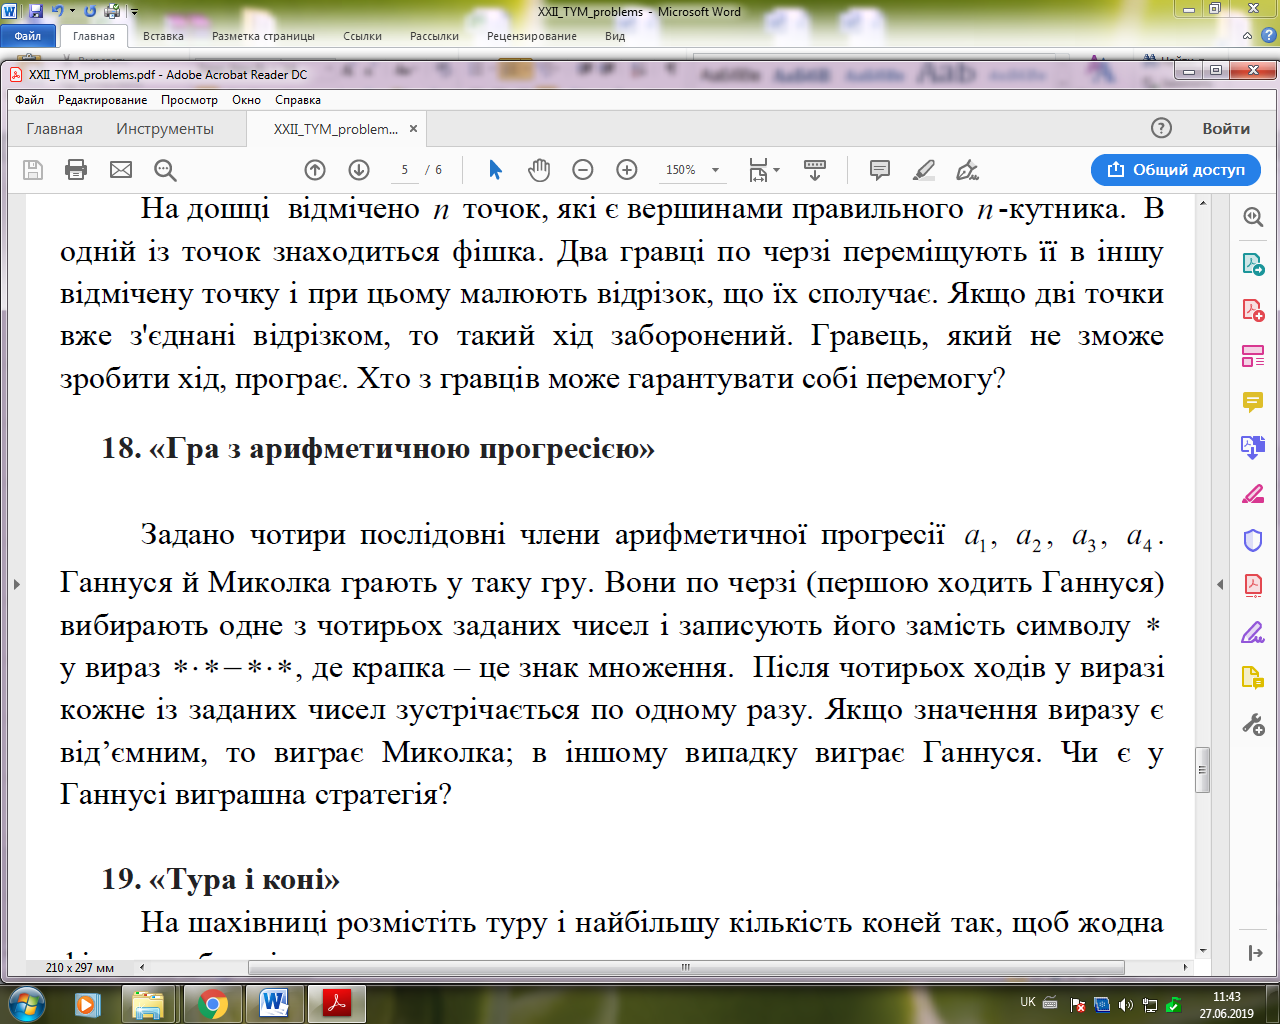 XXII_TYM_problems - Microsoft Word
Файл Главная Вставка Разметка страницы Ссылки Рассылки Рецензирование Вид
XXII_TYM_problems.pdf - Adobe Acrobat Reader DC
Файл Редактирование Просмотр Окно Справка
Главная Инструменты XXII_TYM_problem... × Войти
5 / 6 150% Общий доступ
На дошці відмічено n точок, які є вершинами правильного n-кутника. В
одній із точок знаходиться фішка. Два гравці по черзі переміщують її в іншу
відмічену точку і при цьому малюють відрізок, що їх сполучає. Якщо дві точки
вже з'єднані відрізком, то такий хід заборонений. Гравець, який не зможе
зробити хід, програє. Хто з гравців може гарантувати собі перемогу?
18. «Гра з арифметичною прогресією»
Задано чотири послідовні члени арифметичної прогресії a₁, a₂, a₃, a₄.
Ганнуся й Миколка грають у таку гру. Вони по черзі (першою ходить Ганнуся)
вибирають одне з чотирьох заданих чисел і записують його замість символу *
у вираз *·*−*·*, де крапка – це знак множення. Після чотирьох ходів у виразі
кожне із заданих чисел зустрічається по одному разу. Якщо значення виразу є
від’ємним, то виграє Миколка; в іншому випадку виграє Ганнуся. Чи є у
Ганнусі виграшна стратегія?
19. «Тура і коні»
На шахівниці розмістіть туру і найбільшу кількість коней так, щоб жодна
210 x 297 мм
UK 11:43
27.06.2019